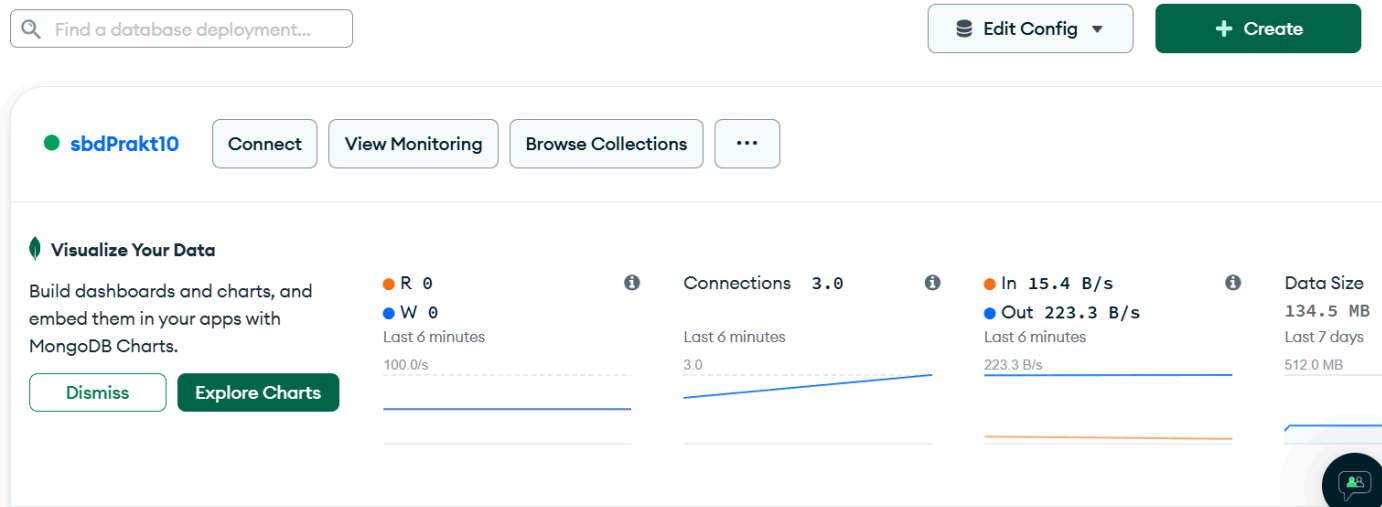 Find a database deployment...
Edit Config
+ Create
sbdPrakt10
Connect
View Monitoring
Browse Collections
...
Visualize Your Data
Build dashboards and charts, and
embed them in your apps with
MongoDB Charts.
Dismiss
Explore Charts
R 0
W 0
Last 6 minutes
100.0/s
Connections 3.0
Last 6 minutes
3.0
In 15.4 B/s
Out 223.3 B/s
Last 6 minutes
223.3 B/s
Data Size
134.5 MB
Last 7 days
512.0 MB